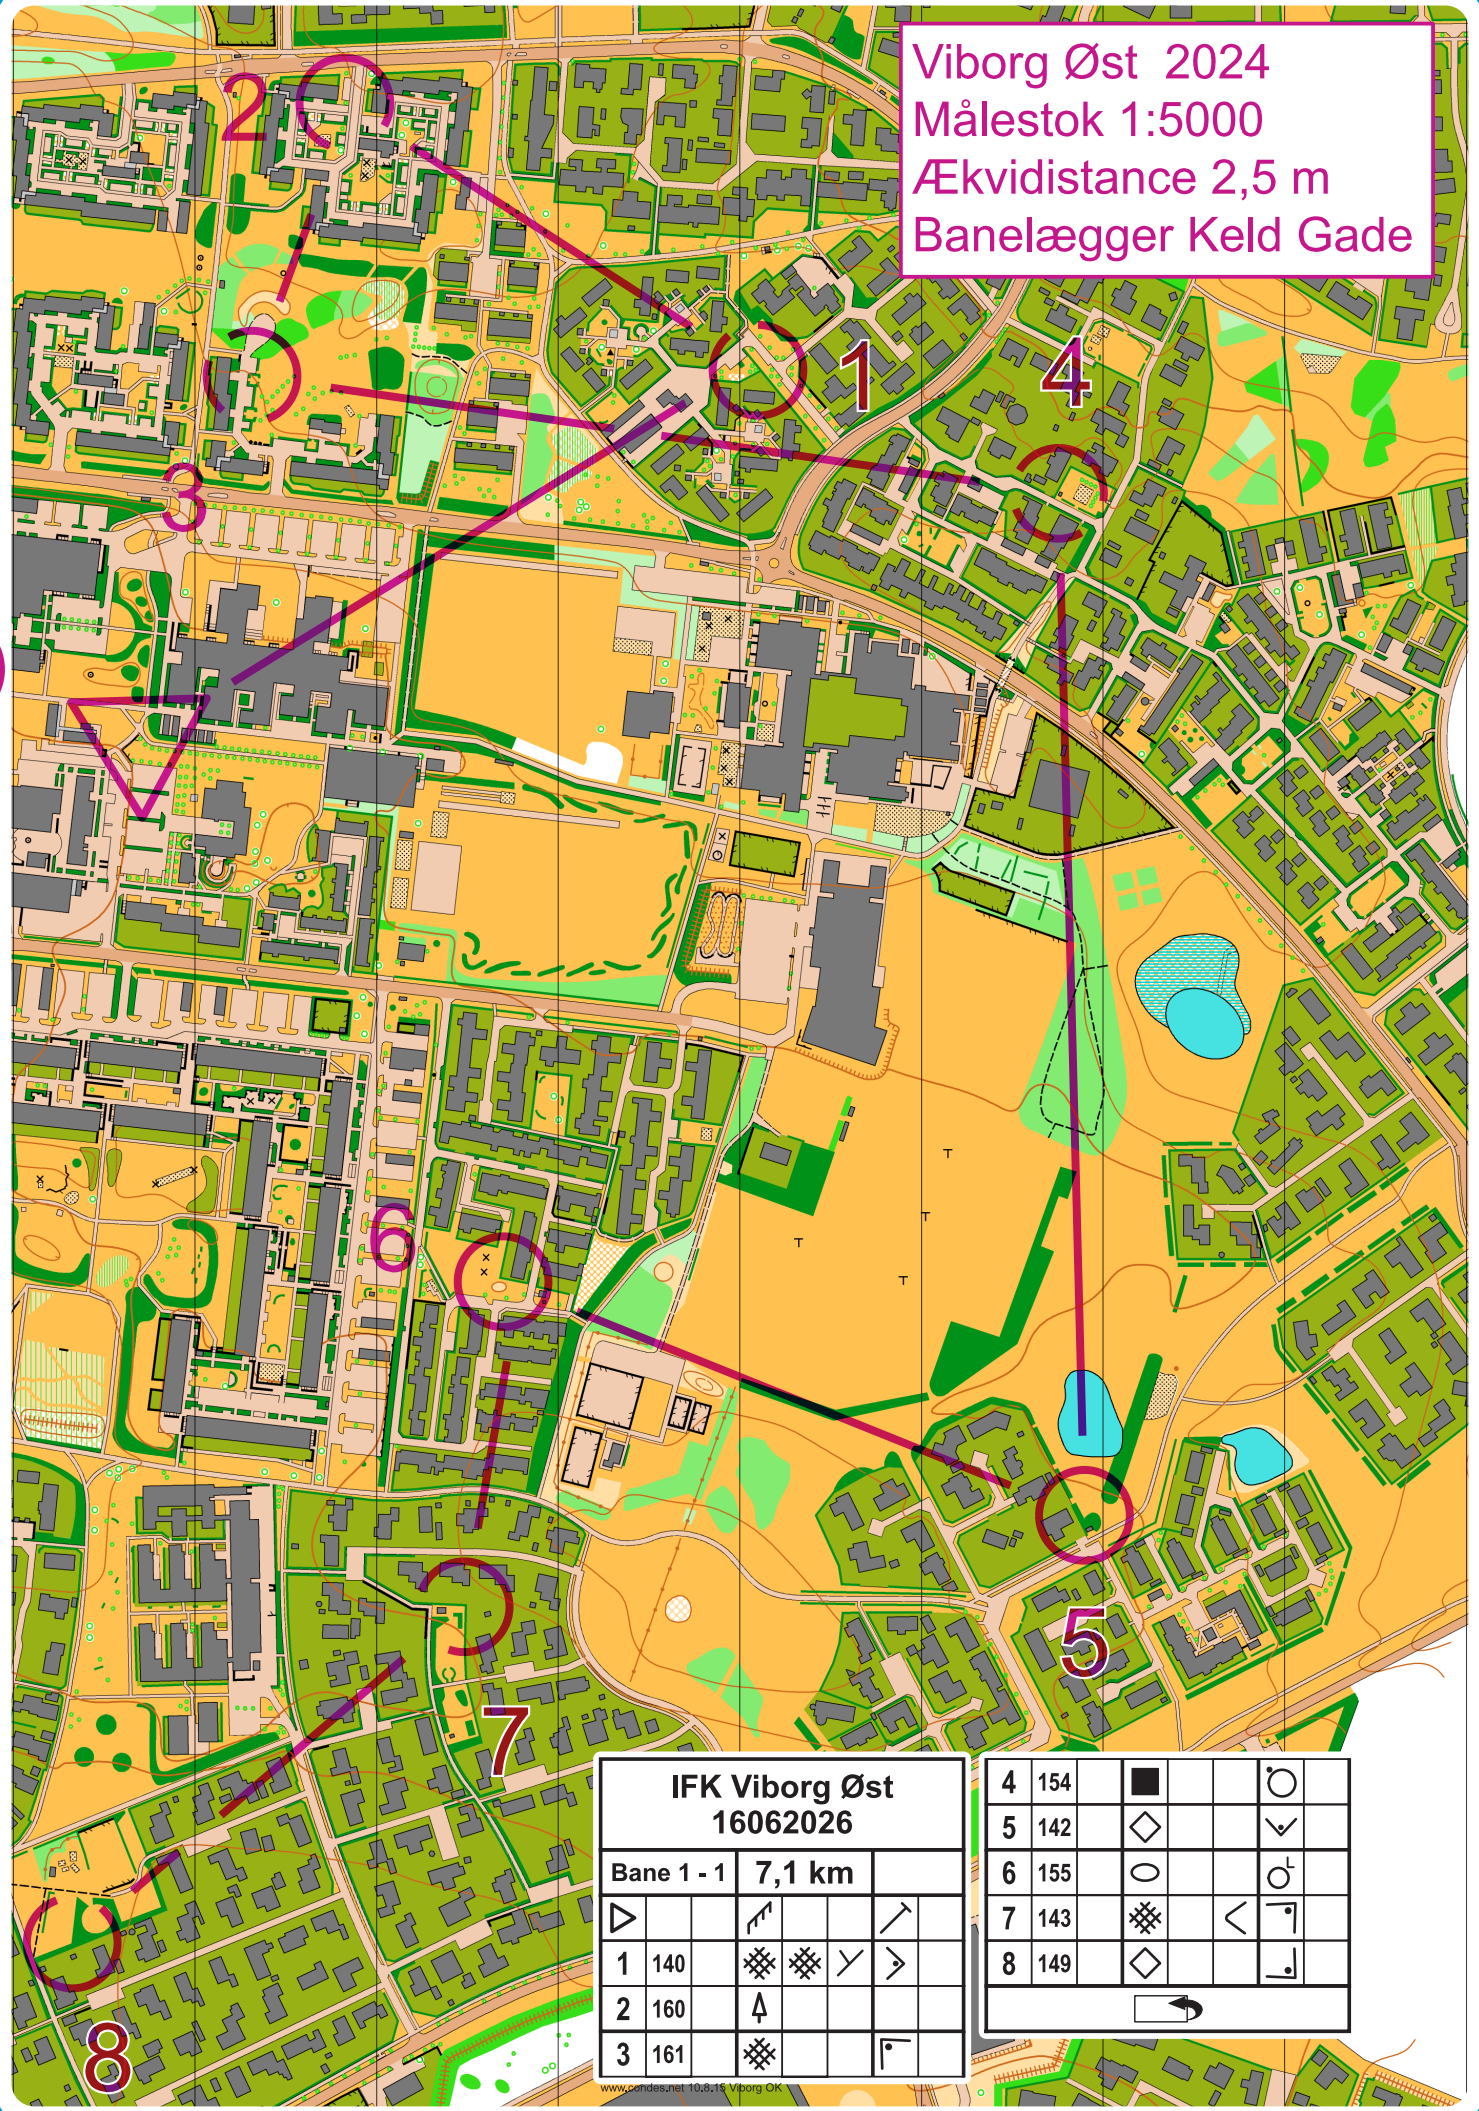 Viborg Øst 2024
Målestok 1:5000
Ækvidistance 2,5 m
Banelægger Keld Gade
2
1
4
3
6
5
7
8
IFK Viborg Øst
16062026
Bane 1 - 1 7,1 km
1 140
2 160
3 161
4 154
5 142
6 155
7 143
8 149
www.condes.net 10.8.15 Viborg OK